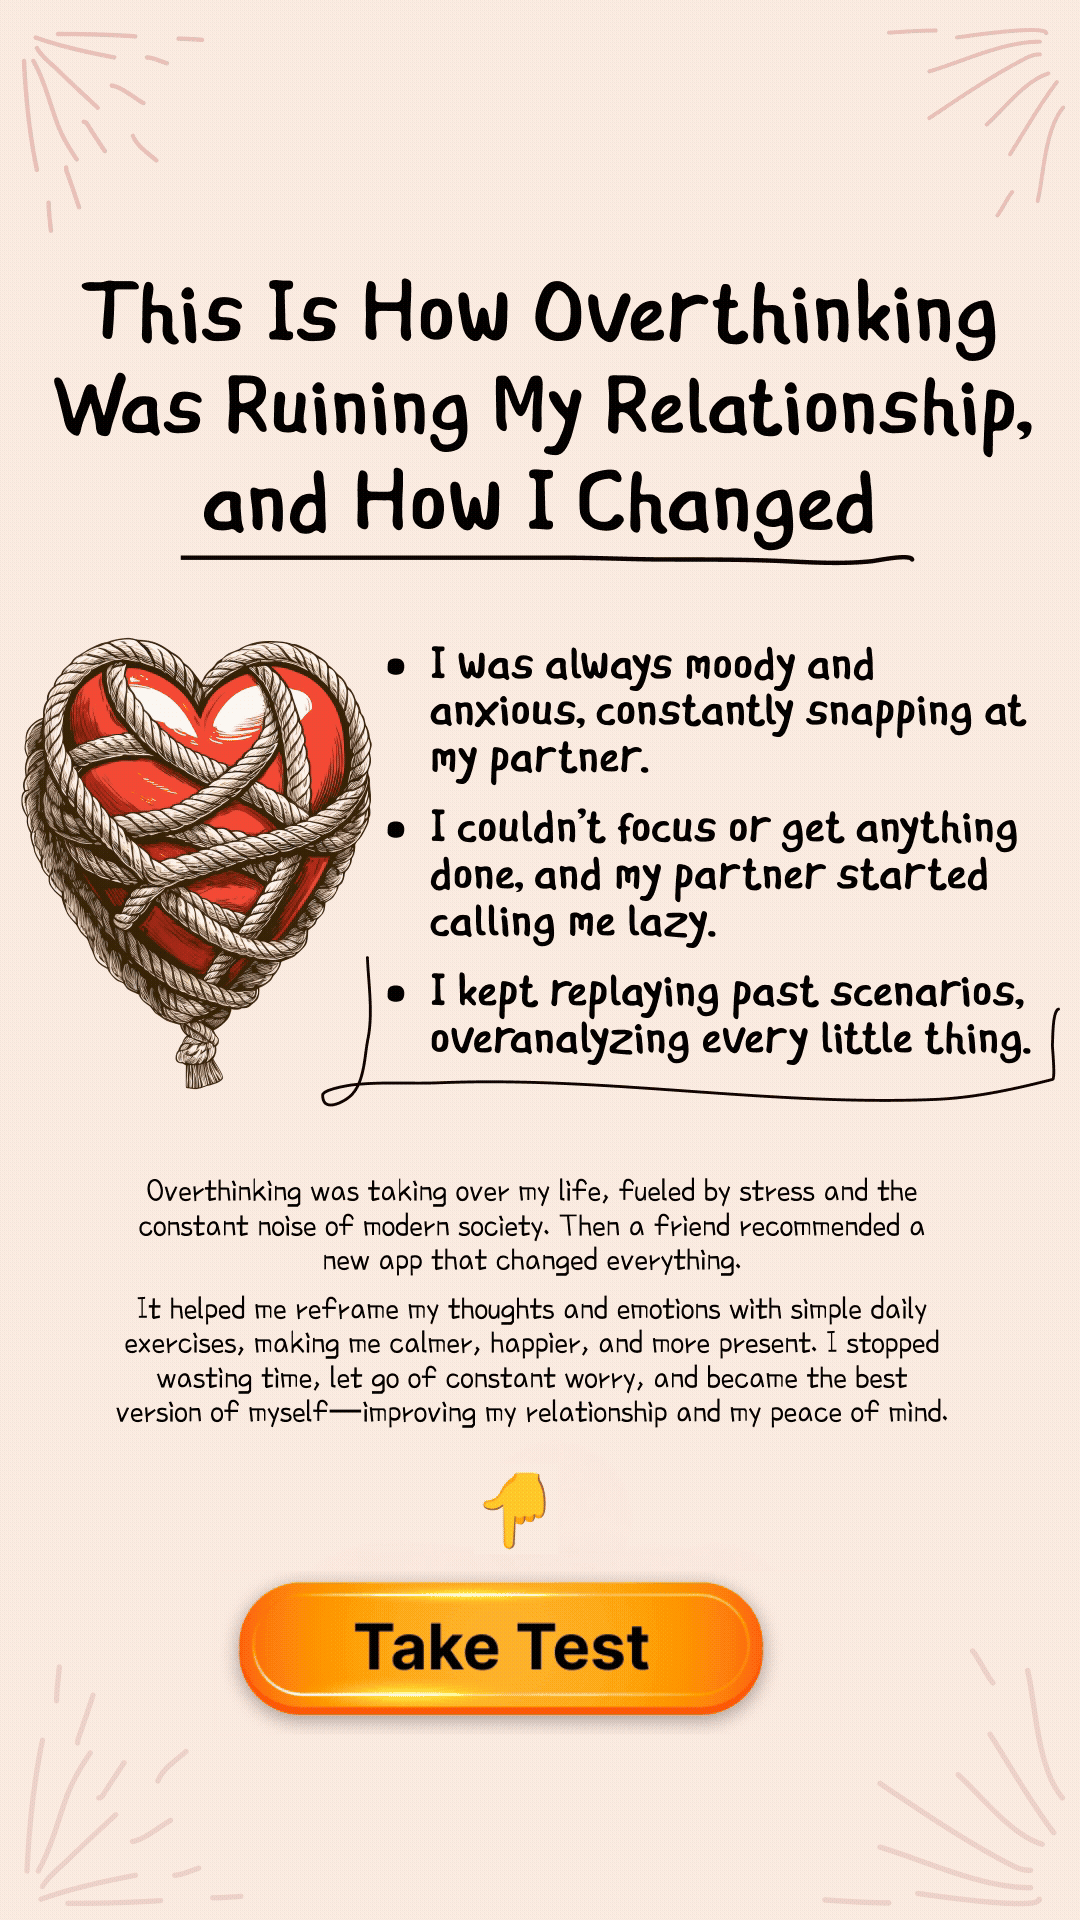 This Is How Overthinking
Was Ruining My Relationship,
and How I Changed
• I was always moody and
anxious, constantly snapping at
my partner.
• I couldn't focus or get anything
done, and my partner started
calling me lazy.
• I kept replaying past scenarios,
overanalyzing every little thing.
Overthinking was taking over my life, fueled by stress and the
constant noise of modern society. Then a friend recommended a
new app that changed everything.
It helped me reframe my thoughts and emotions with simple daily
exercises, making me calmer, happier, and more present. I stopped
wasting time, let go of constant worry, and became the best
version of myself—improving my relationship and my peace of mind.
Take Test